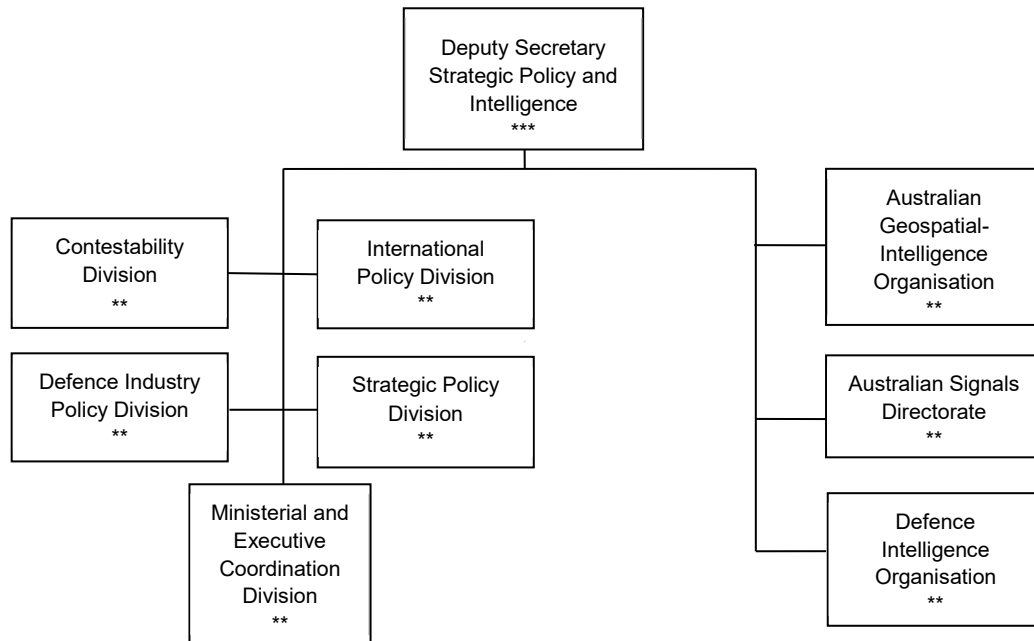 Deputy Secretary
Strategic Policy and
Intelligence
***
Contestability
Division
**
International
Policy Division
**
Defence Industry
Policy Division
**
Strategic Policy
Division
**
Ministerial and
Executive
Coordination
Division
**
Australian
Geospatial-
Intelligence
Organisation
**
Australian Signals
Directorate
**
Defence
Intelligence
Organisation
**